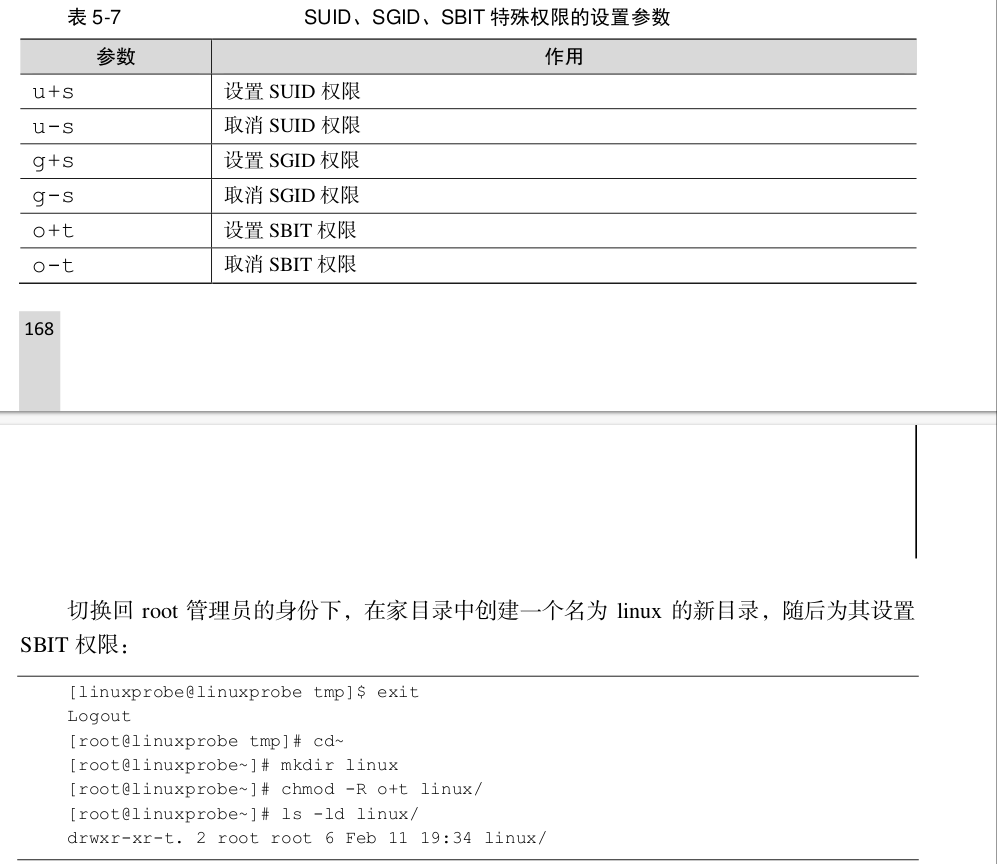 表 5-7 SUID、SGID、SBIT 特殊权限的设置参数
参数 作用
u+s 设置 SUID 权限
u-s 取消 SUID 权限
g+s 设置 SGID 权限
g-s 取消 SGID 权限
o+t 设置 SBIT 权限
o-t 取消 SBIT 权限
168
切换回 root 管理员的身份下，在家目录中创建一个名为 linux 的新目录，随后为其设置
SBIT 权限：
[linuxprobe@linuxprobe tmp]$ exit
Logout
[root@linuxprobe tmp]# cd~
[root@linuxprobe~]# mkdir linux
[root@linuxprobe~]# chmod -R o+t linux/
[root@linuxprobe~]# ls -ld linux/
drwxr-xr-t. 2 root root 6 Feb 11 19:34 linux/